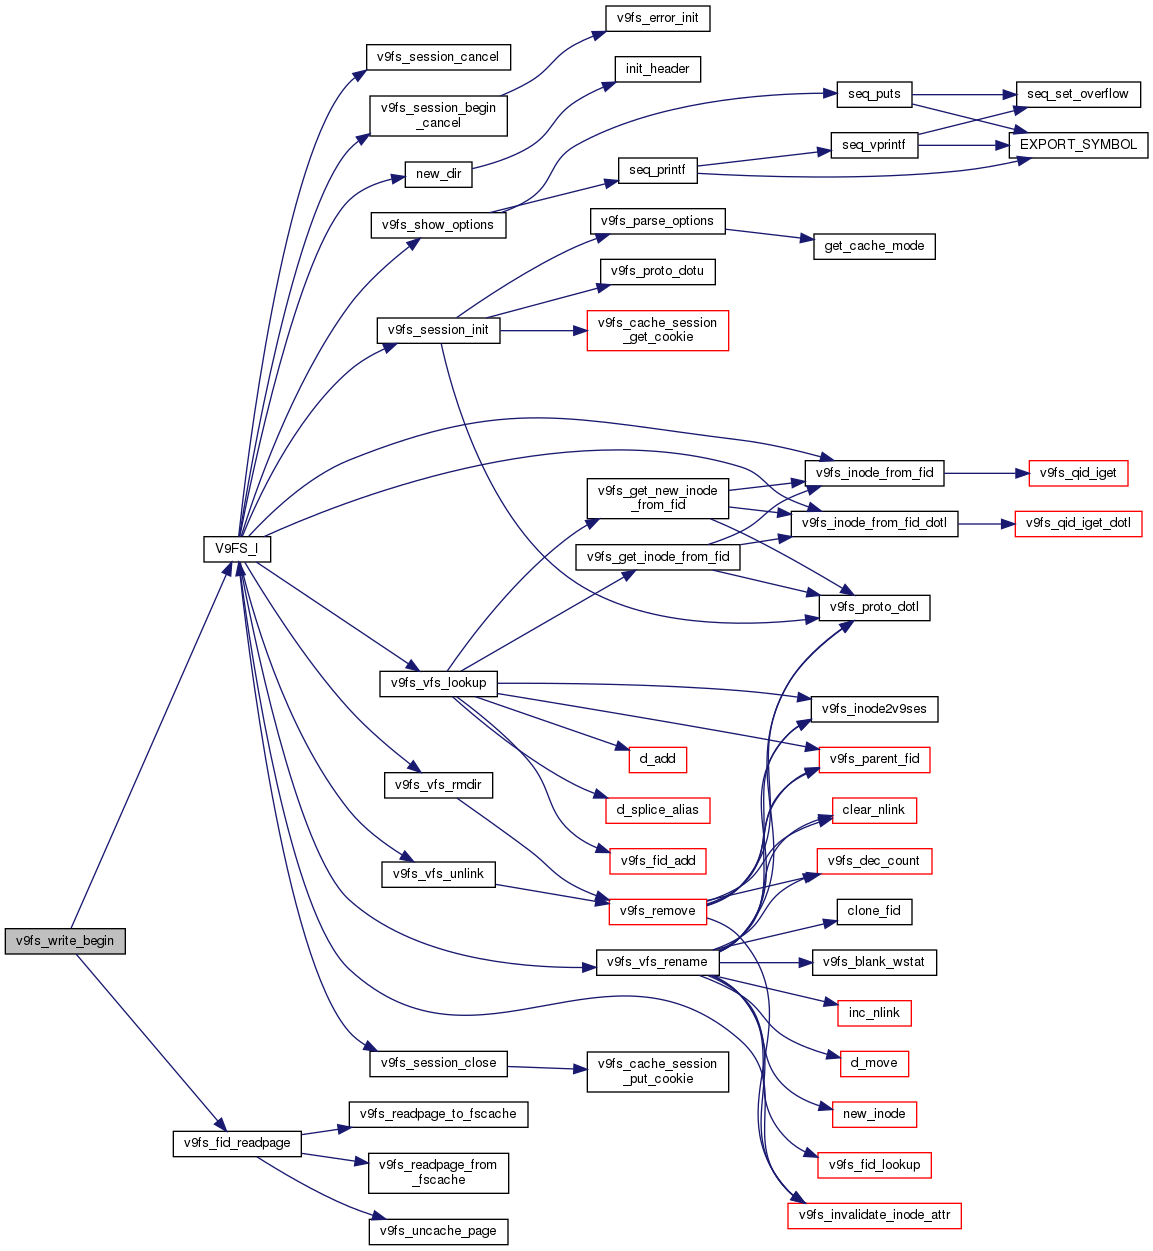 v9fs_error_init
v9fs_session_cancel
init_header
v9fs_session_begin
_cancel
seq_puts
seq_set_overflow
seq_vprintf
EXPORT_SYMBOL
new_dir
seq_printf
v9fs_show_options
v9fs_parse_options
get_cache_mode
v9fs_proto_dotu
v9fs_session_init
v9fs_cache_session
_get_cookie
v9fs_inode_from_fid
v9fs_qid_iget
v9fs_get_new_inode
_from_fid
v9fs_inode_from_fid_dotl
v9fs_qid_iget_dotl
V9FS_I
v9fs_get_inode_from_fid
v9fs_proto_dotl
v9fs_vfs_lookup
v9fs_inode2v9ses
d_add
v9fs_parent_fid
v9fs_vfs_rmdir
d_splice_alias
clear_nlink
v9fs_fid_add
v9fs_dec_count
v9fs_vfs_unlink
v9fs_remove
clone_fid
v9fs_write_begin
v9fs_vfs_rename
v9fs_blank_wstat
inc_nlink
v9fs_session_close
v9fs_cache_session
_put_cookie
d_move
v9fs_readpage_to_fscache
new_inode
v9fs_fid_readpage
v9fs_readpage_from
_fscache
v9fs_fid_lookup
v9fs_uncache_page
v9fs_invalidate_inode_attr